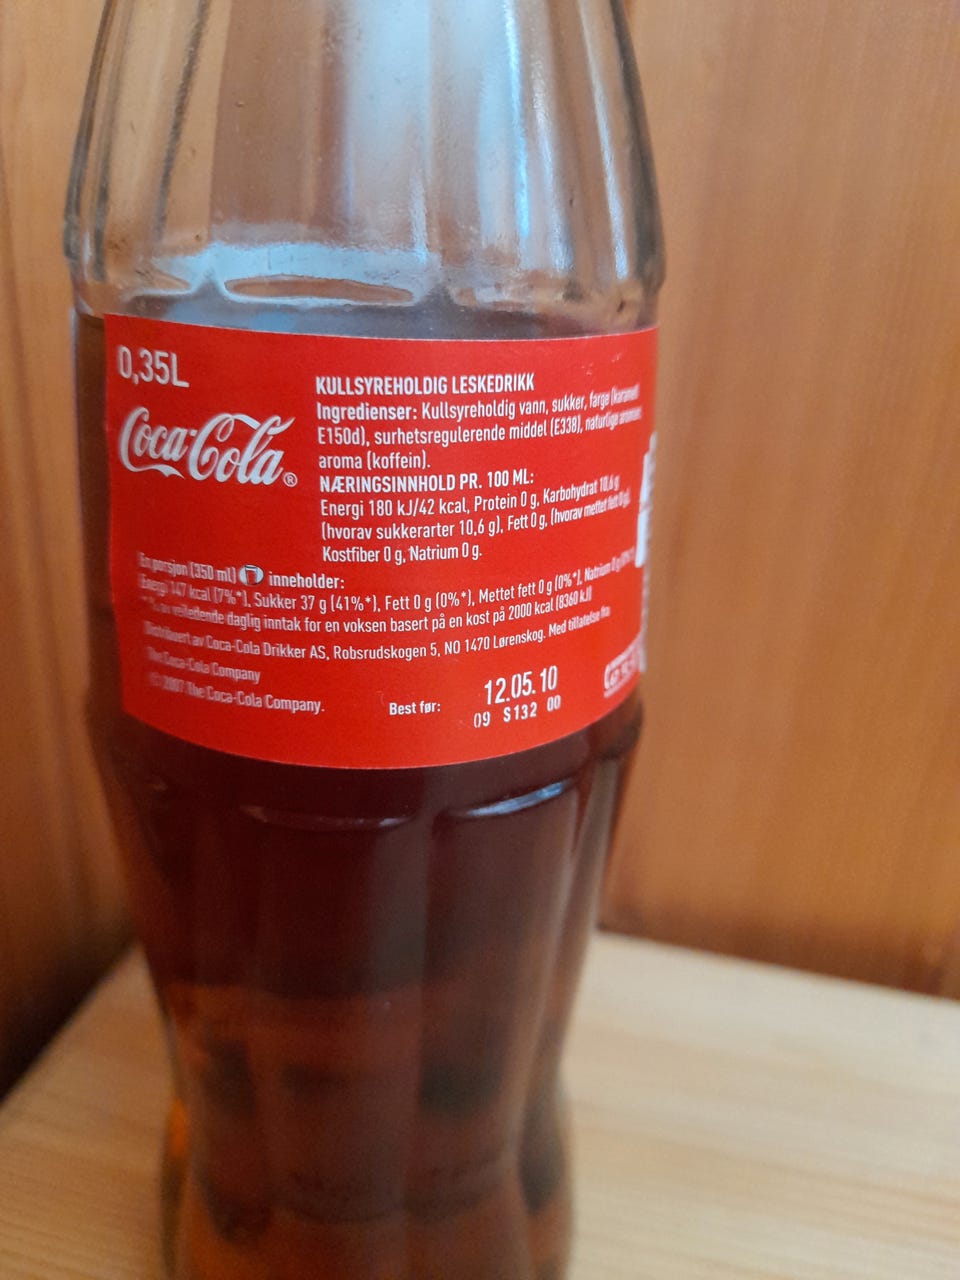 0,35L
Coca-Cola®
KULLSYREHOLDIG LESKEDRIKK
Ingredienser: Kullsyreholdig vann, sukker, farge (karamell
E150d), surhetsregulerende middel (E338), naturlige aromaer,
aroma (koffein).
NÆRINGSINNHOLD PR. 100 ML:
Energi 180 kJ/42 kcal, Protein 0 g, Karbohydrat 10,6 g
(hvorav sukkerarter 10,6 g), Fett 0 g, (hvorav mettet fett 0 g),
Kostfiber 0 g, Natrium 0 g.
En porsjon (350 ml) inneholder:
Energi 147 kcal (7%*), Sukker 37 g (41%*), Fett 0 g (0%*), Mettet fett 0 g (0%*), Natrium 0 g (0%*)
av veiledende daglig inntak for en voksen basert på en kost på 2000 kcal (8360 kJ)
Distribuert av Coca-Cola Drikker AS, Robsrudskogen 5, NO 1470 Lørenskog. Med tillatelse fra
The Coca-Cola Company
© 2007 The Coca-Cola Company.
Best før:
12.05.10
09 S132 00